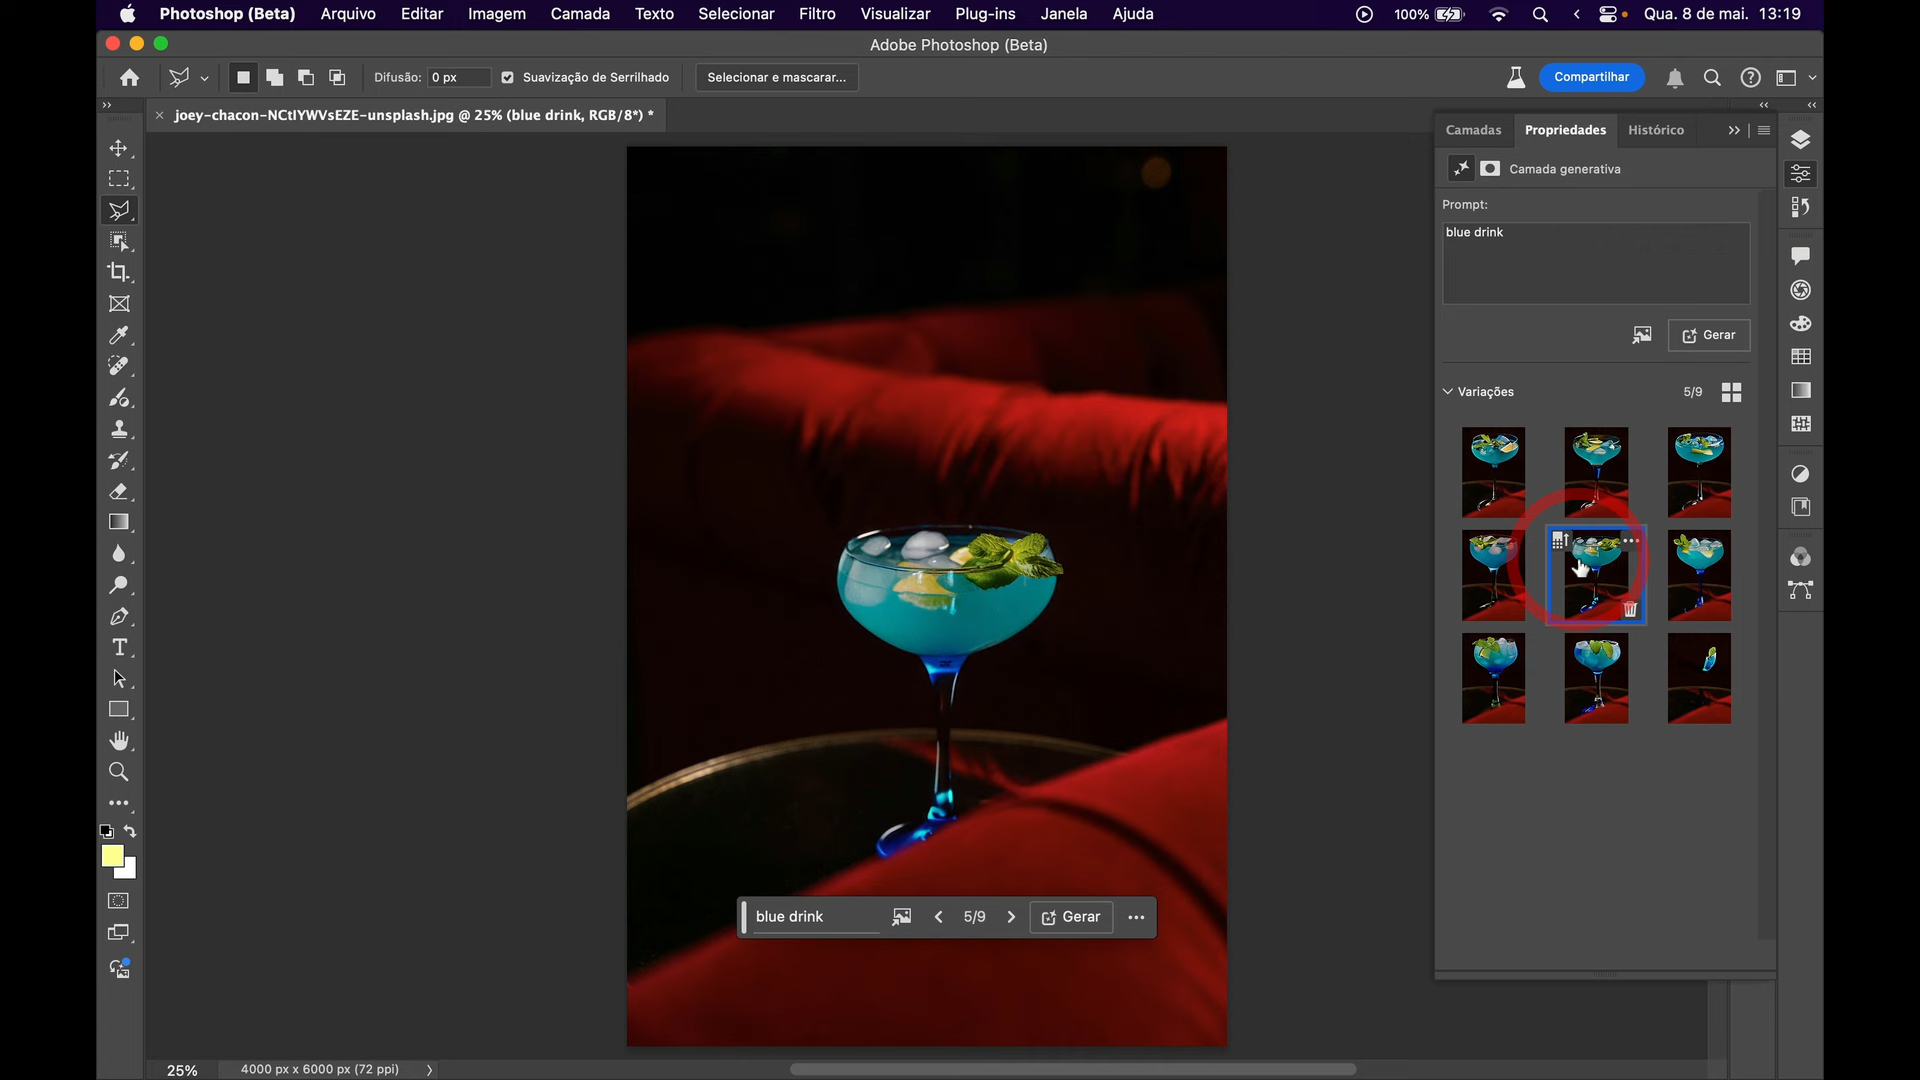 Photoshop (Beta) Arquivo Editar Imagem Camada Texto Selecionar Filtro Visualizar Plug-ins Janela Ajuda 100% Qua. 8 de mai. 13:19
Adobe Photoshop (Beta)
Difusão: 0 px Suavização de Serrilhado Selecionar e mascarar... Compartilhar
joey-chacon-NCtIYWVsEZE-unsplash.jpg @ 25% (blue drink, RGB/8*) *
Camadas Propriedades Histórico
Camada generativa
Prompt:
blue drink
Gerar
Variações 5/9
blue drink 5/9 Gerar
25% 4000 px x 6000 px (72 ppi)